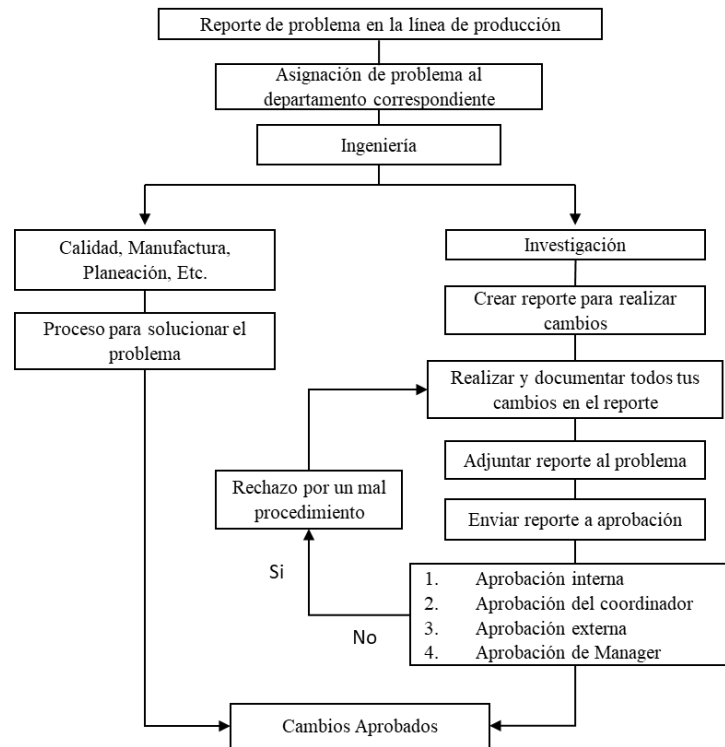 Reporte de problema en la línea de producción
Asignación de problema al
departamento correspondiente
Ingeniería
Calidad, Manufactura,
Planeación, Etc.
Proceso para solucionar el
problema
Investigación
Crear reporte para realizar
cambios
Realizar y documentar todos tus
cambios en el reporte
Adjuntar reporte al problema
Rechazo por un mal
procedimiento
Enviar reporte a aprobación
Si
No
1. Aprobación interna
2. Aprobación del coordinador
3. Aprobación externa
4. Aprobación de Manager
Cambios Aprobados